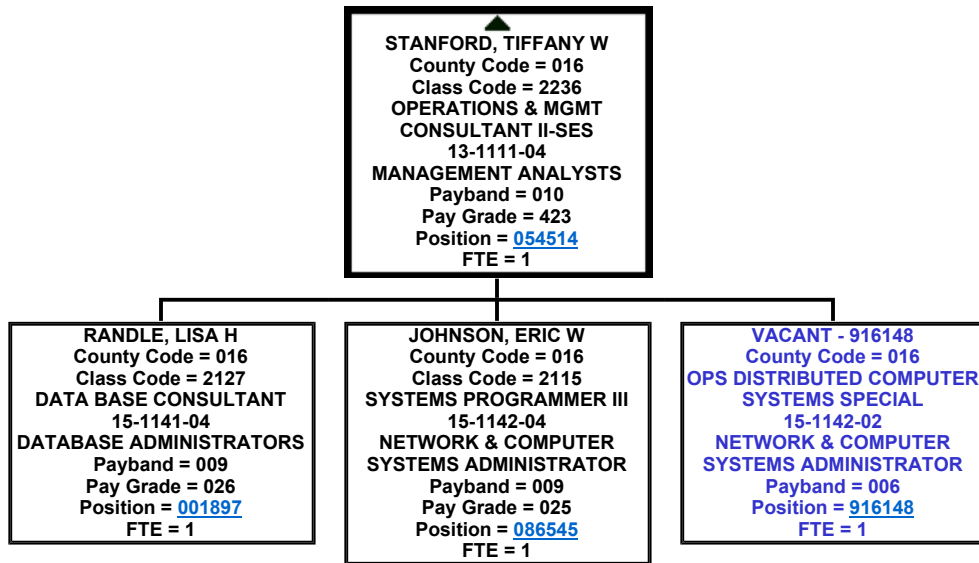 STANFORD, TIFFANY W
County Code = 016
Class Code = 2236
OPERATIONS & MGMT
CONSULTANT II-SES
13-1111-04
MANAGEMENT ANALYSTS
Payband = 010
Pay Grade = 423
Position = 054514
FTE = 1
RANDLE, LISA H
County Code = 016
Class Code = 2127
DATA BASE CONSULTANT
15-1141-04
DATABASE ADMINISTRATORS
Payband = 009
Pay Grade = 026
Position = 001897
FTE = 1
JOHNSON, ERIC W
County Code = 016
Class Code = 2115
SYSTEMS PROGRAMMER III
15-1142-04
NETWORK & COMPUTER
SYSTEMS ADMINISTRATOR
Payband = 009
Pay Grade = 025
Position = 086545
FTE = 1
VACANT - 916148
County Code = 016
OPS DISTRIBUTED COMPUTER
SYSTEMS SPECIAL
15-1142-02
NETWORK & COMPUTER
SYSTEMS ADMINISTRATOR
Payband = 006
Position = 916148
FTE = 1